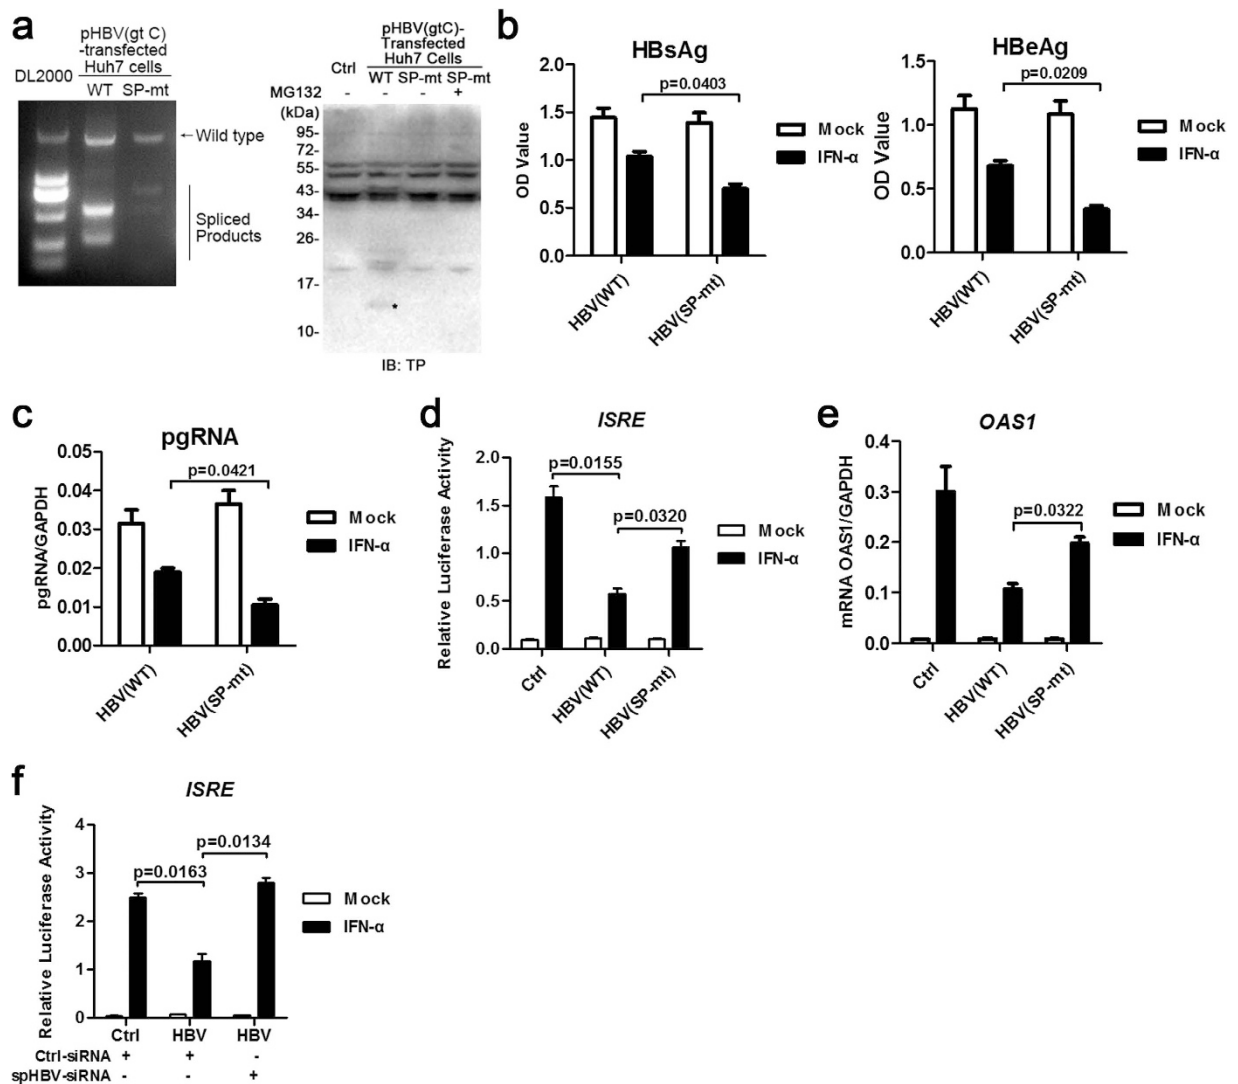 a
pHBV(gt C)
-transfected
Huh7 cells
DL2000
WT SP-mt
←Wild type
Spliced
Products
pHBV(gtC)-
Transfected
Huh7 Cells
Ctrl
WT SP-mt SP-mt
MG132 - - - +
(kDa)
95-
72-
55-
43-
34-
26-
17-
10-
*
IB: TP
b
HBsAg
p=0.0403
OD Value
2.0
1.5
1.0
0.5
0.0
HBV(WT)
HBV(SP-mt)
Mock
IFN-α
HBeAg
p=0.0209
OD Value
1.5
1.0
0.5
0.0
HBV(WT)
HBV(SP-mt)
Mock
IFN-α
c
pgRNA
p=0.0421
pgRNA/GAPDH
0.05
0.04
0.03
0.02
0.01
0.00
HBV(WT)
HBV(SP-mt)
Mock
IFN-α
d
ISRE
p=0.0155
p=0.0320
Relative Luciferase Activity
2.0
1.5
1.0
0.5
0.0
Ctrl
HBV(WT)
HBV(SP-mt)
Mock
IFN-α
e
OAS1
p=0.0322
mRNA OAS1/GAPDH
0.4
0.3
0.2
0.1
0.0
Ctrl
HBV(WT)
HBV(SP-mt)
Mock
IFN-α
f
ISRE
p=0.0134
p=0.0163
Relative Luciferase Activity
4
3
2
1
0
Mock
IFN-α
Ctrl HBV HBV
Ctrl-siRNA + + -
spHBV-siRNA - - +